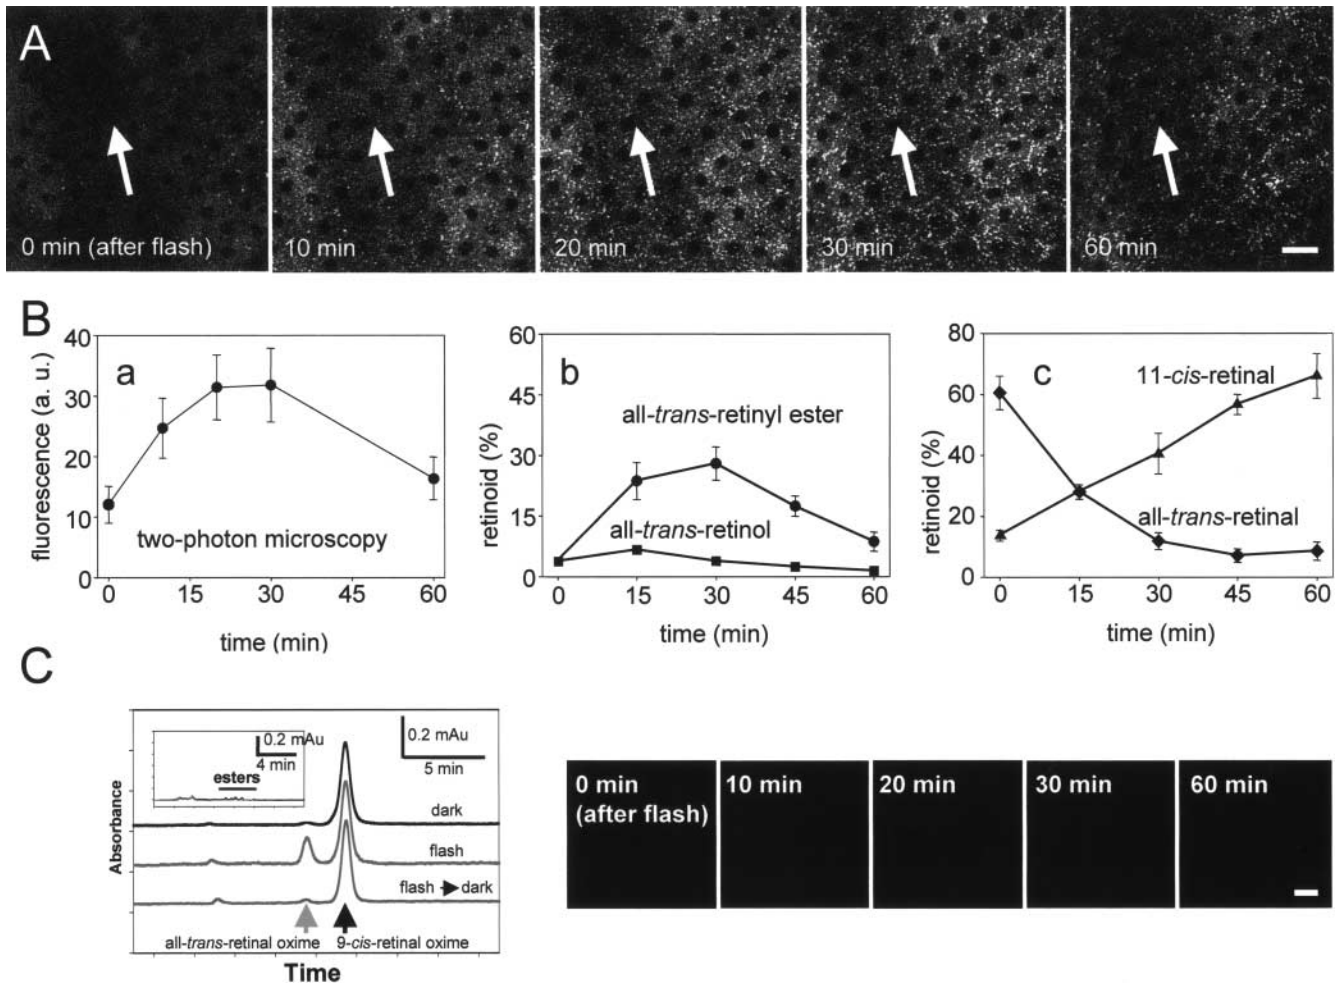 A
0 min (after flash)
10 min
20 min
30 min
60 min
B
a
fluorescence (a. u.)
40
30
20
10
0
two-photon microscopy
0 15 30 45 60
time (min)
b
retinoid (%)
60
45
30
15
0
all-trans-retinyl ester
all-trans-retinol
0 15 30 45 60
time (min)
c
retinoid (%)
80
60
40
20
0
11-cis-retinal
all-trans-retinal
0 15 30 45 60
time (min)
C
Absorbance
0.2 mAu
4 min
esters
0.2 mAu
5 min
dark
flash
flash dark
all-trans-retinal oxime
9-cis-retinal oxime
Time
0 min
(after flash)
10 min
20 min
30 min
60 min